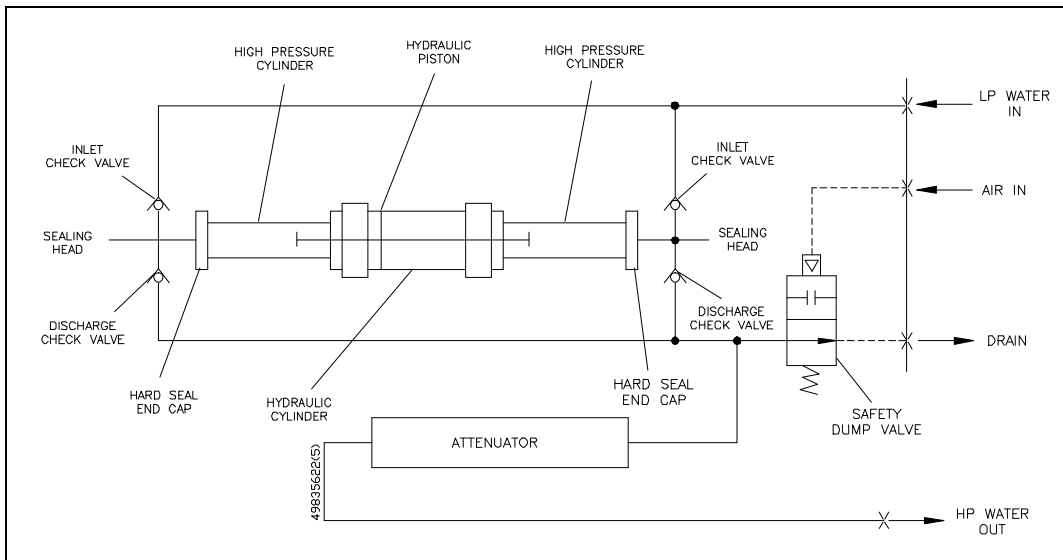 HIGH PRESSURE
CYLINDER
HYDRAULIC
PISTON
HIGH PRESSURE
CYLINDER
LP WATER
IN
INLET
CHECK VALVE
INLET
CHECK VALVE
AIR IN
SEALING
HEAD
SEALING
HEAD
DISCHARGE
CHECK VALVE
DISCHARGE
CHECK VALVE
DRAIN
HARD SEAL
END CAP
HYDRAULIC
CYLINDER
HARD SEAL
END CAP
SAFETY
DUMP VALVE
ATTENUATOR
49835622(5)
HP WATER
OUT